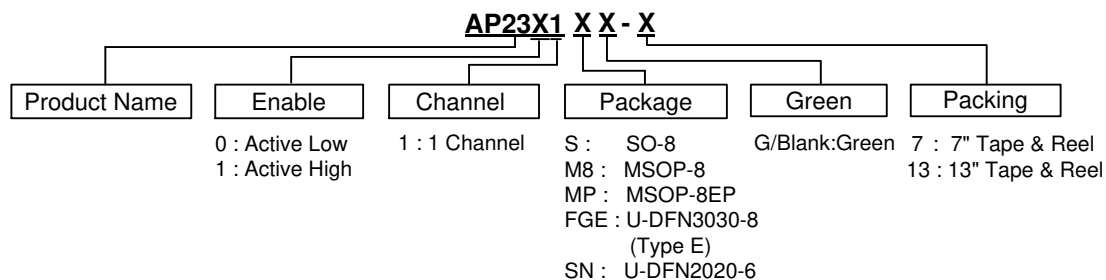 AP23X1 X X - X
Product Name Enable Channel Package Green Packing
0 : Active Low 1 : 1 Channel S : SO-8 G/Blank:Green 7 : 7" Tape & Reel
1 : Active High M8 : MSOP-8 13 : 13" Tape & Reel
MP : MSOP-8EP
FGE : U-DFN3030-8
(Type E)
SN : U-DFN2020-6